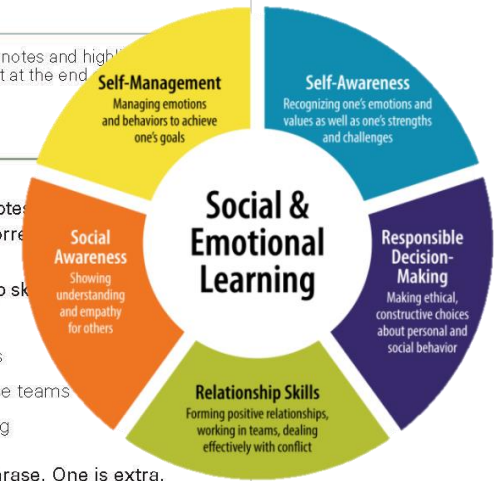 notes and
t at the end
Self-Management
Managing emotions
and behaviors to achieve
one's goals
Self-Awareness
Recognizing one's emotions and
values as well as one's strengths
and challenges
Social
Awareness
Showing
understanding
and empathy
for others
Social &
Emotional
Learning
Responsible
Decision-
Making
Making ethical,
constructive choices
about personal and
social behavior
e teams
Relationship Skills
Forming positive relationships,
working in teams, dealing
effectively with conflict
rase. One is extra.